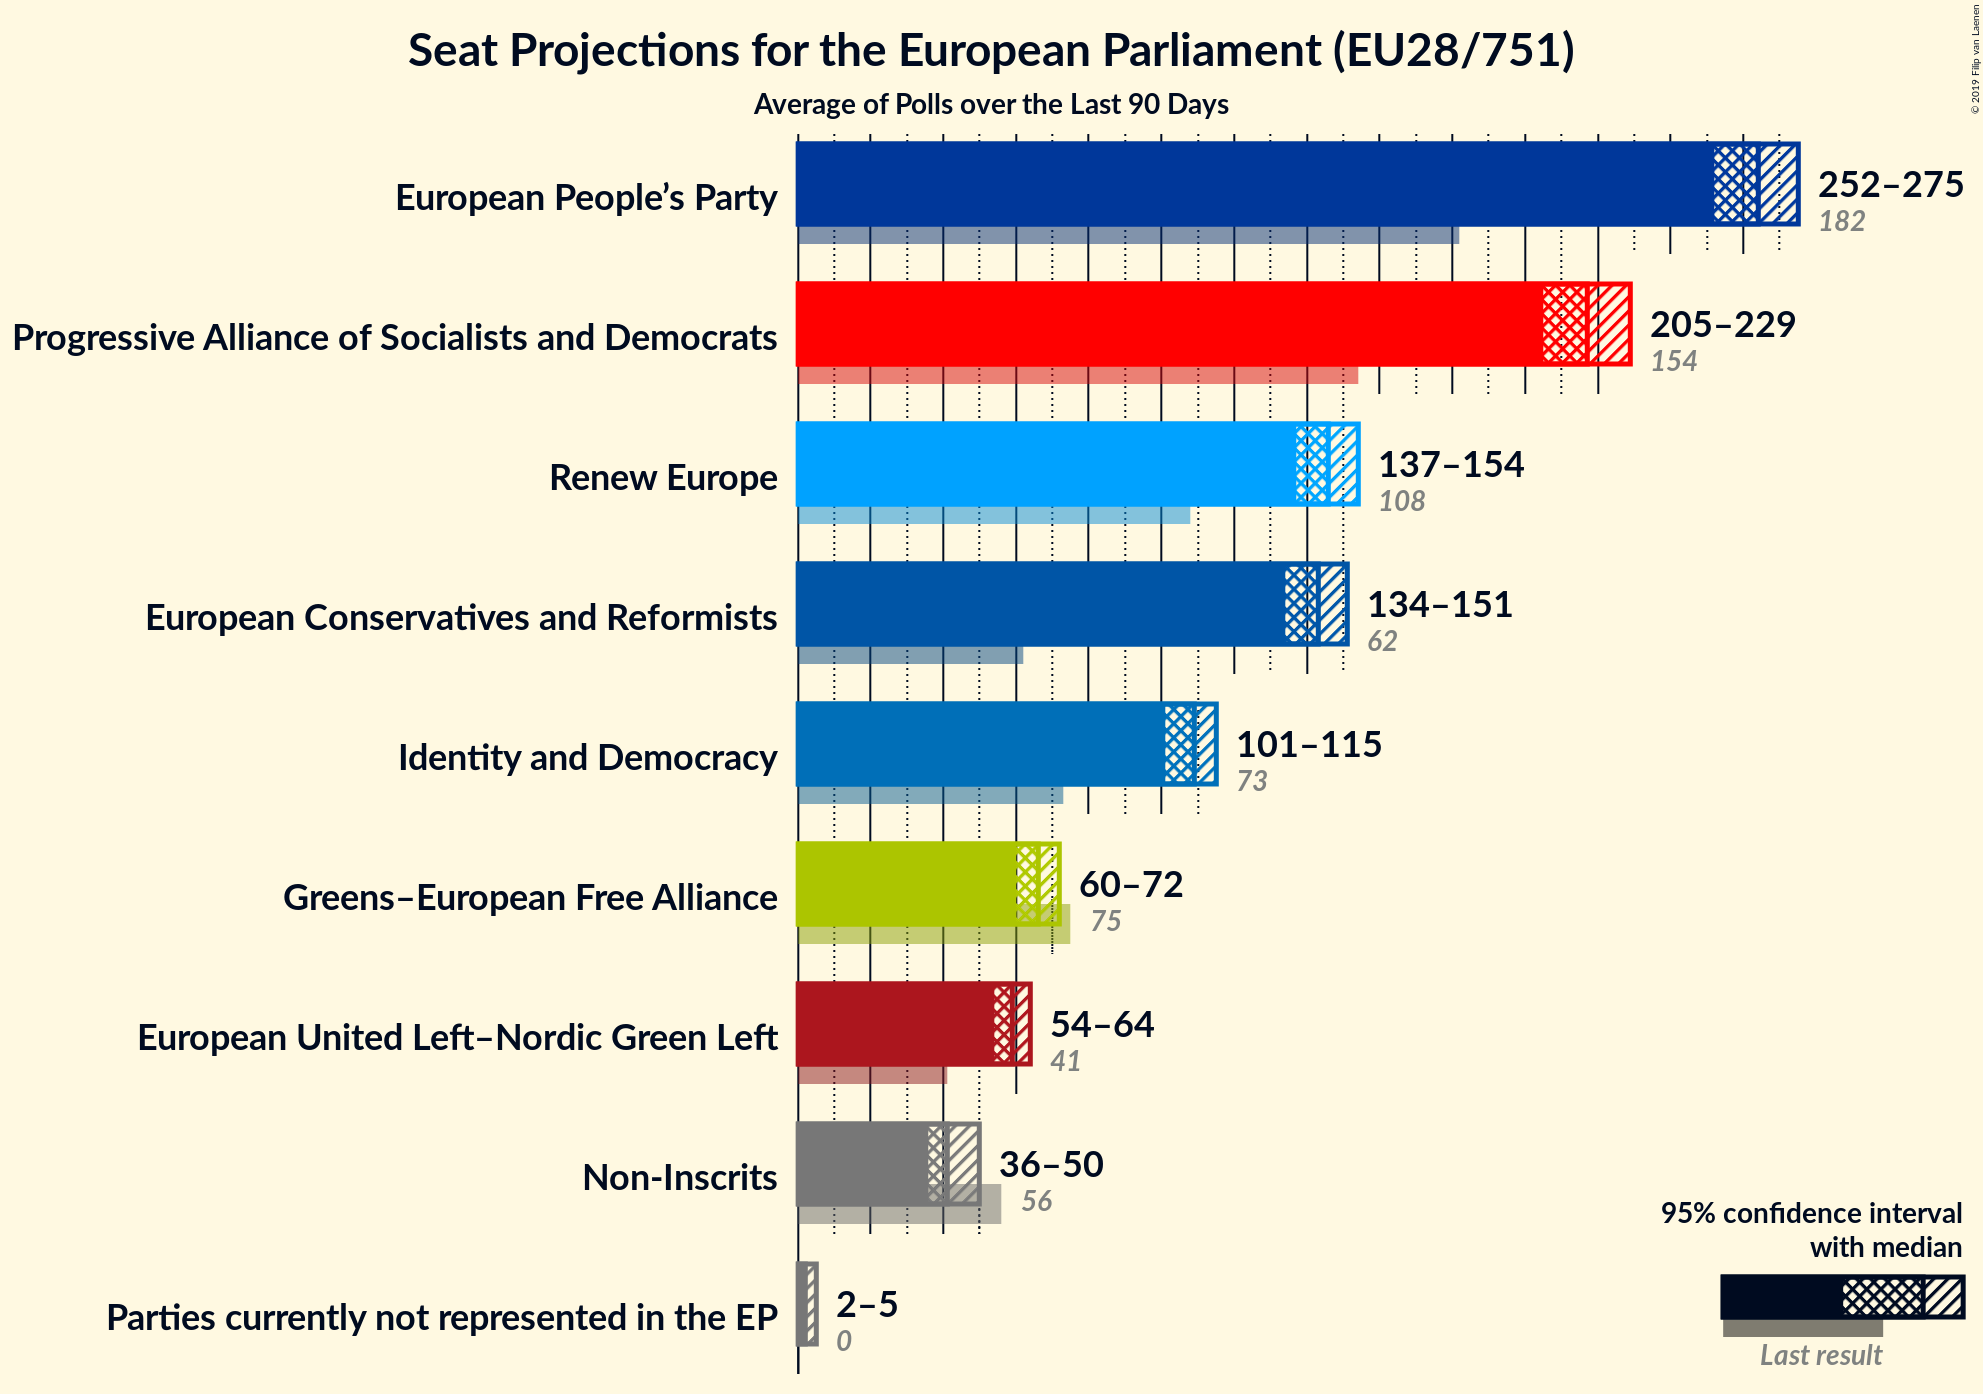 Seat Projections for the European Parliament (EU28/751)
Average of Polls over the Last 90 Days
© 2019 Filip van Laenen
European People’s Party
252–275
182
Progressive Alliance of Socialists and Democrats
205–229
154
Renew Europe
137–154
108
European Conservatives and Reformists
134–151
62
Identity and Democracy
101–115
73
Greens–European Free Alliance
60–72
75
European United Left–Nordic Green Left
54–64
41
Non-Inscrits
36–50
56
Parties currently not represented in the EP
2–5
0
95% confidence interval
with median
Last result